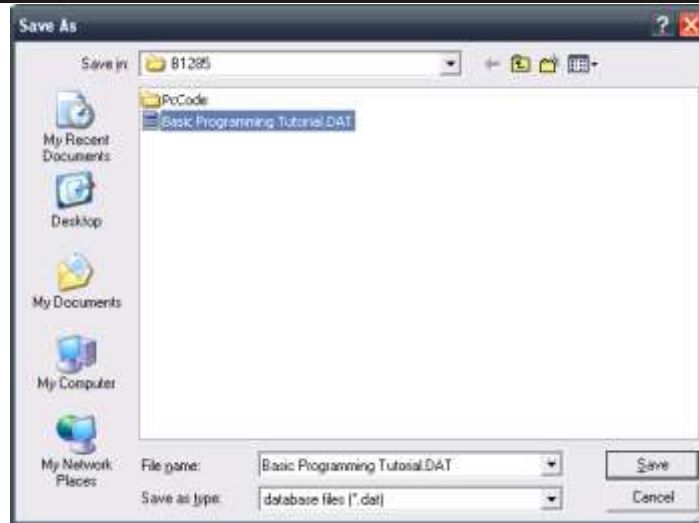 Save As
Save in:
B1285
PcCode
Basic Programming Tutorial.DAT
My Recent
Documents
Desktop
My Documents
My Computer
My Network
Places
File name:
Basic Programming Tutorial.DAT
Save
Save as type:
database files (*.dat)
Cancel